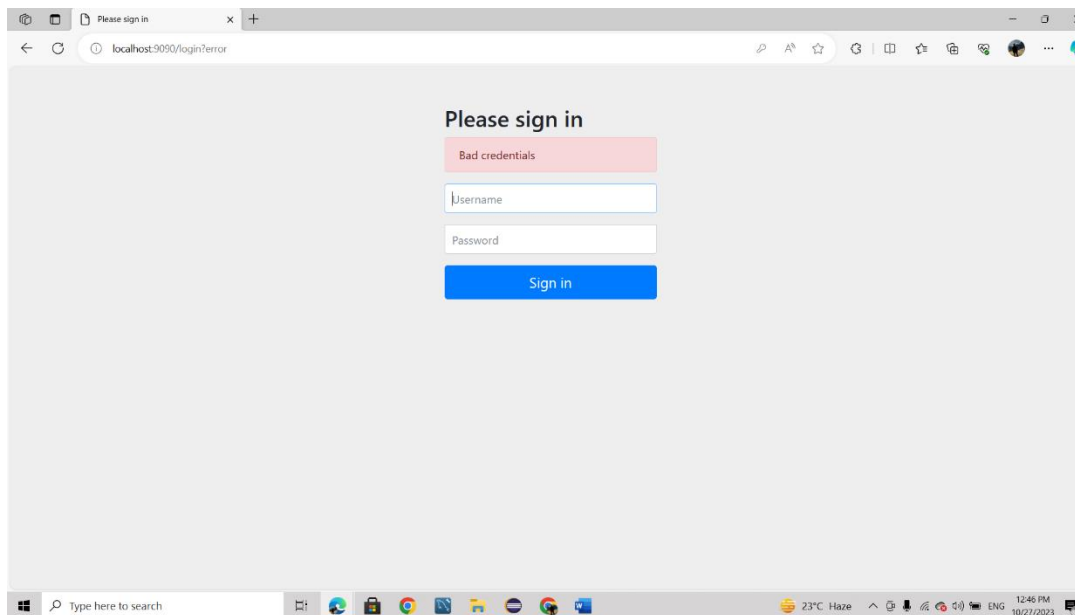 Please sign in
localhost:9090/login?error
Please sign in
Bad credentials
Username
Password
Sign in
Type here to search
23°C Haze
ENG
12:46 PM
10/27/2023